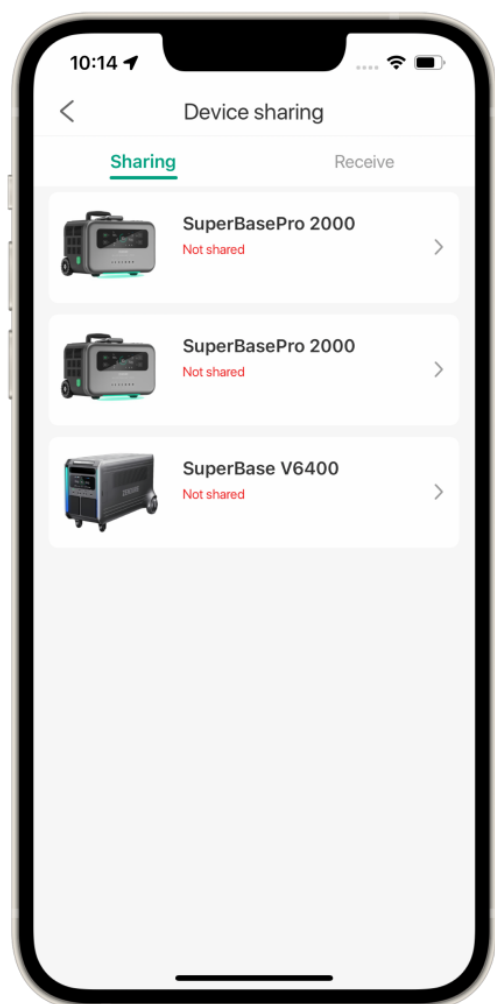 10:14
Device sharing
Sharing
Receive
SuperBasePro 2000
Not shared
SuperBasePro 2000
Not shared
SuperBase V6400
Not shared